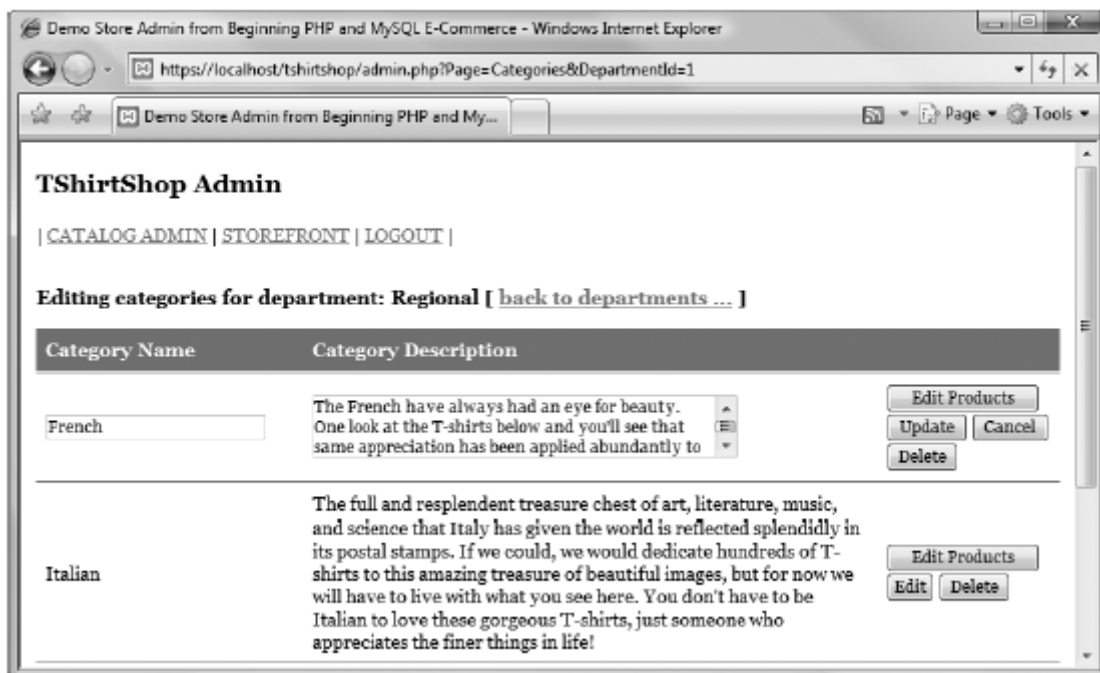 Demo Store Admin from Beginning PHP and MySQL E-Commerce - Windows Internet Explorer
https://localhost/tshirtshop/admin.php?Page=Categories&DepartmentId=1
Demo Store Admin from Beginning PHP and My...
Page
Tools
TShirtShop Admin
| CATALOG ADMIN | STOREFRONT | LOGOUT |
Editing categories for department: Regional [ back to departments ... ]
Category Name Category Description
French
The French have always had an eye for beauty.
One look at the T-shirts below and you'll see that
same appreciation has been applied abundantly to
Edit Products
Update Cancel
Delete
Italian
The full and resplendent treasure chest of art, literature, music,
and science that Italy has given the world is reflected splendidly in
its postal stamps. If we could, we would dedicate hundreds of T-
shirts to this amazing treasure of beautiful images, but for now we
will have to live with what you see here. You don't have to be
Italian to love these gorgeous T-shirts, just someone who
appreciates the finer things in life!
Edit Products
Edit Delete